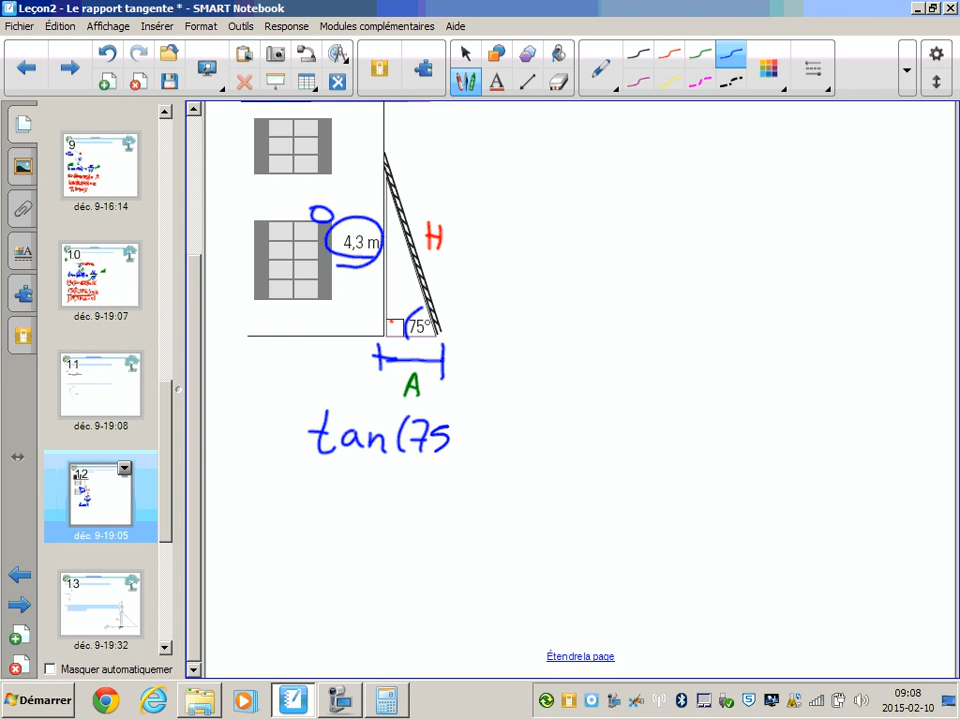 Leçon2 - Le rapport tangente * - SMART Notebook
Fichier Édition Affichage Insérer Format Outils Response Modules complémentaires Aide
9
déc. 9-16:14
10
déc. 9-19:07
11
déc. 9-19:08
12
déc. 9-19:05
13
déc. 9-19:32
Masquer automatiquemer
O
4,3 m
H
75°
A
tan(75
Étendre la page
Démarrer
09:08
2015-02-10